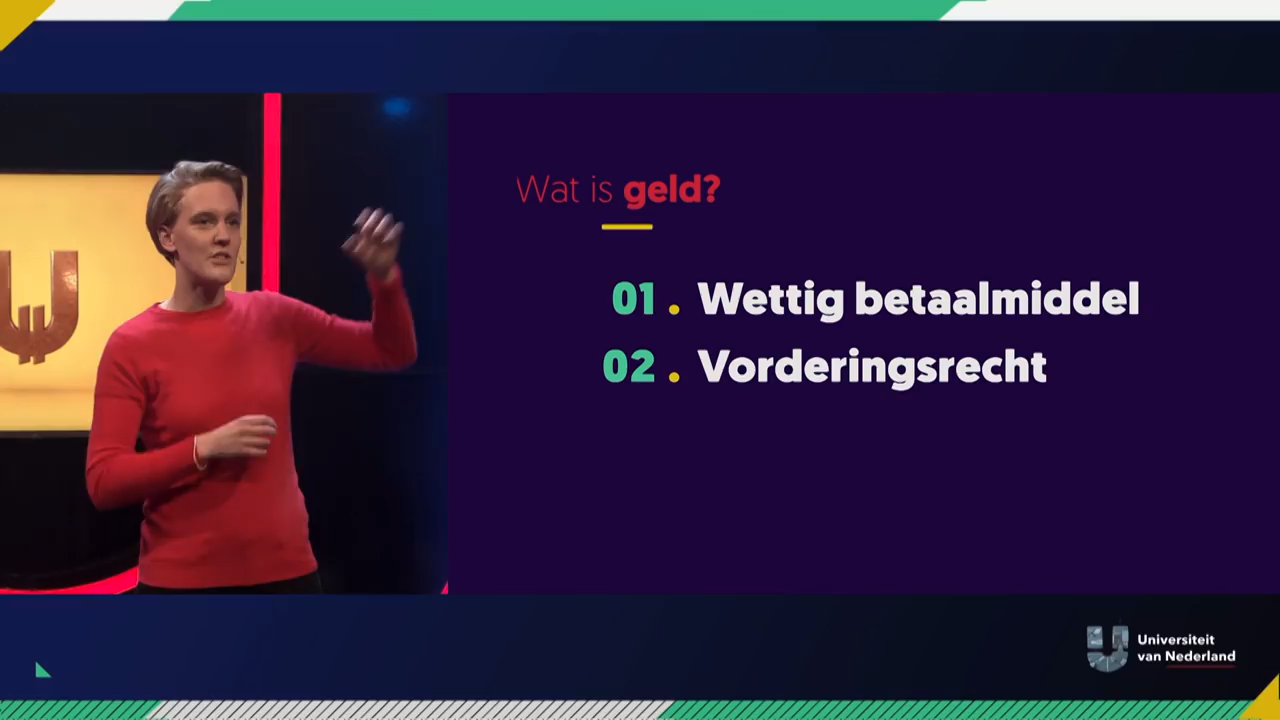 Wat is geld?
01 . Wettig betaalmiddel
02 . Vorderingsrecht
Universiteit
van Nederland